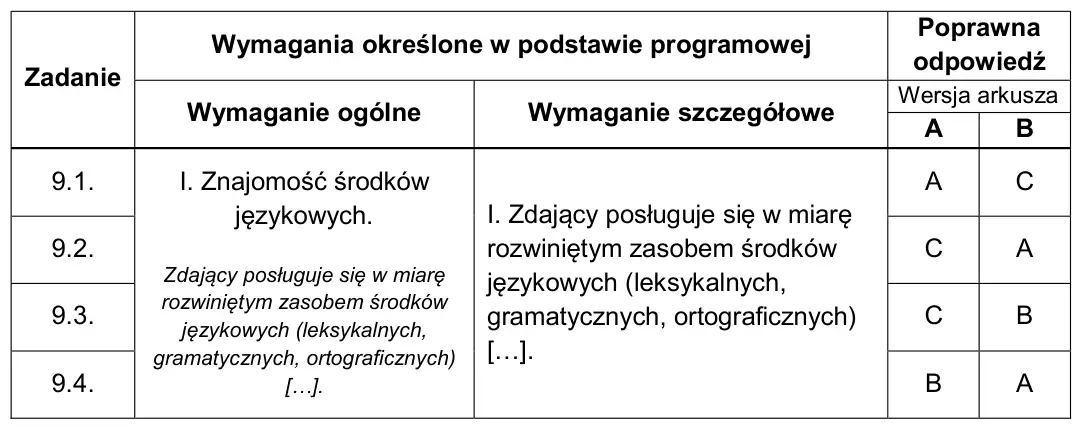 Zadanie
Wymagania określone w podstawie programowej
Poprawna
odpowiedź
Wymaganie ogólne
Wymaganie szczegółowe
Wersja arkusza
A
B
9.1.
I. Znajomość środków
językowych.
Zdający posługuje się w miarę
rozwiniętym zasobem środków
językowych (leksykalnych,
gramatycznych, ortograficznych)
[…].
I. Zdający posługuje się w miarę
rozwiniętym zasobem środków
językowych (leksykalnych,
gramatycznych, ortograficznych)
[…].
A
C
9.2.
C
A
9.3.
C
B
9.4.
B
A